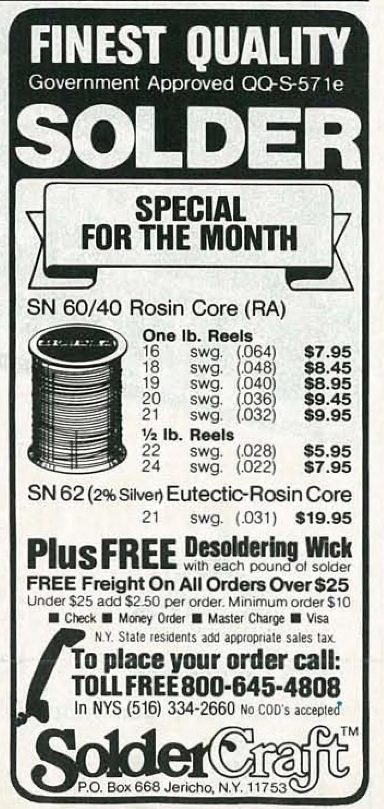 FINEST QUALITY
Government Approved QQ-S-571e
SOLDER
SPECIAL
FOR THE MONTH
SN 60/40 Rosin Core (RA)
One lb. Reels
16 swg. (.064) $7.95
18 swg. (.048) $8.45
19 swg. (.040) $8.95
20 swg. (.036) $9.45
21 swg. (.032) $9.95
½ lb. Reels
22 swg. (.028) $5.95
24 swg. (.022) $7.95
SN 62 (2% Silver) Eutectic-Rosin Core
21 swg. (.031) $19.95
Plus FREE Desoldering Wick
with each pound of solder
FREE Freight On All Orders Over $25
Under $25 add $2.50 per order. Minimum order $10
■ Check ■ Money Order ■ Master Charge ■ Visa
N.Y. State residents add appropriate sales tax.
To place your order call:
TOLL FREE 800-645-4808
In NYS (516) 334-2660 No COD's accepted
SolderCraft™
P.O. Box 668 Jericho, N.Y. 11753